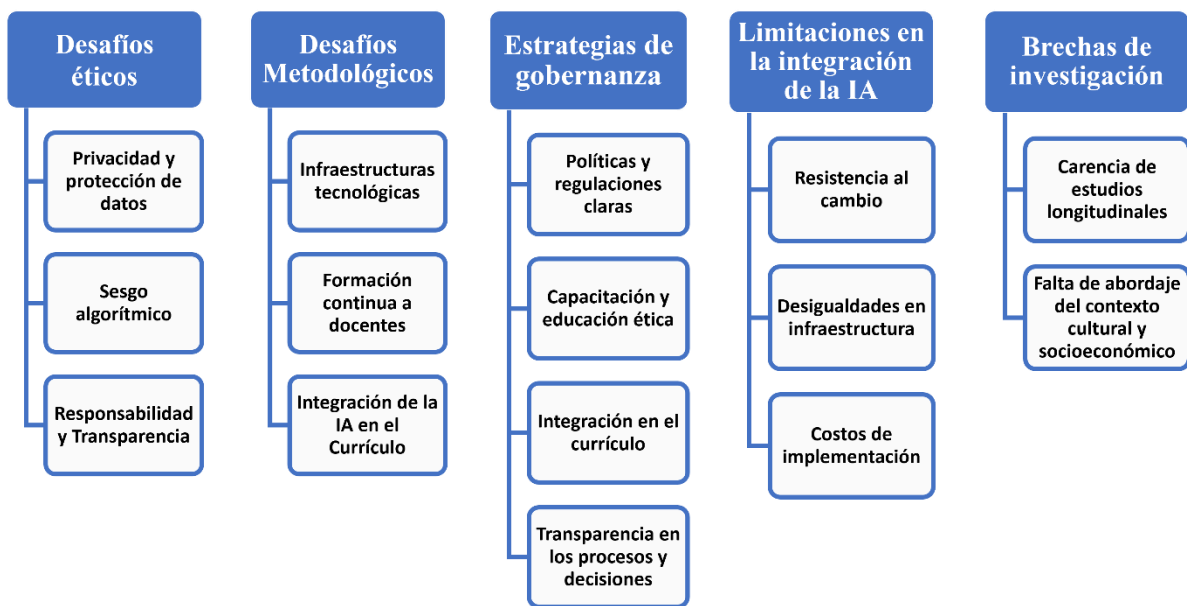 Desafíos
éticos
Privacidad y
protección de
datos
Sesgo
algorítmico
Responsabilidad
y Transparencia
Desafíos
Metodológicos
Infraestructuras
tecnológicas
Formación
continua a
docentes
Integración de la
IA en el
Currículo
Estrategias de
gobernanza
Políticas y
regulaciones
claras
Capacitación y
educación ética
Integración en el
currículo
Transparencia en
los procesos y
decisiones
Limitaciones en
la integración
de la IA
Resistencia al
cambio
Desigualdades en
infraestructura
Costos de
implementación
Brechas de
investigación
Carencia de
estudios
longitudinales
Falta de abordaje
del contexto
cultural y
socioeconómico